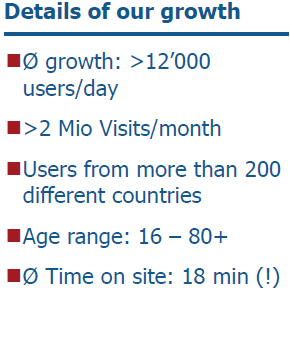 Details of our growth
Ø growth: >12’000
users/day
>2 Mio Visits/month
Users from more than 200
different countries
Age range: 16 – 80+
Ø Time on site: 18 min (!)